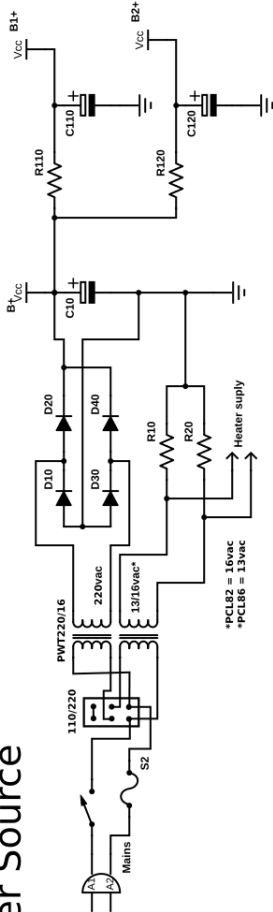 B1+
Vcc
B2+
Vcc
C110
+
C120
+
R110
R120
B+
Vcc
C10
+
D20
D40
D10
D30
R10
R20
Heater suply
PWT220/16
220vac
13/16vac*
*PCL82 = 16vac
*PCL86 = 13vac
110/220
S2
Mains
A1
A2
er Source